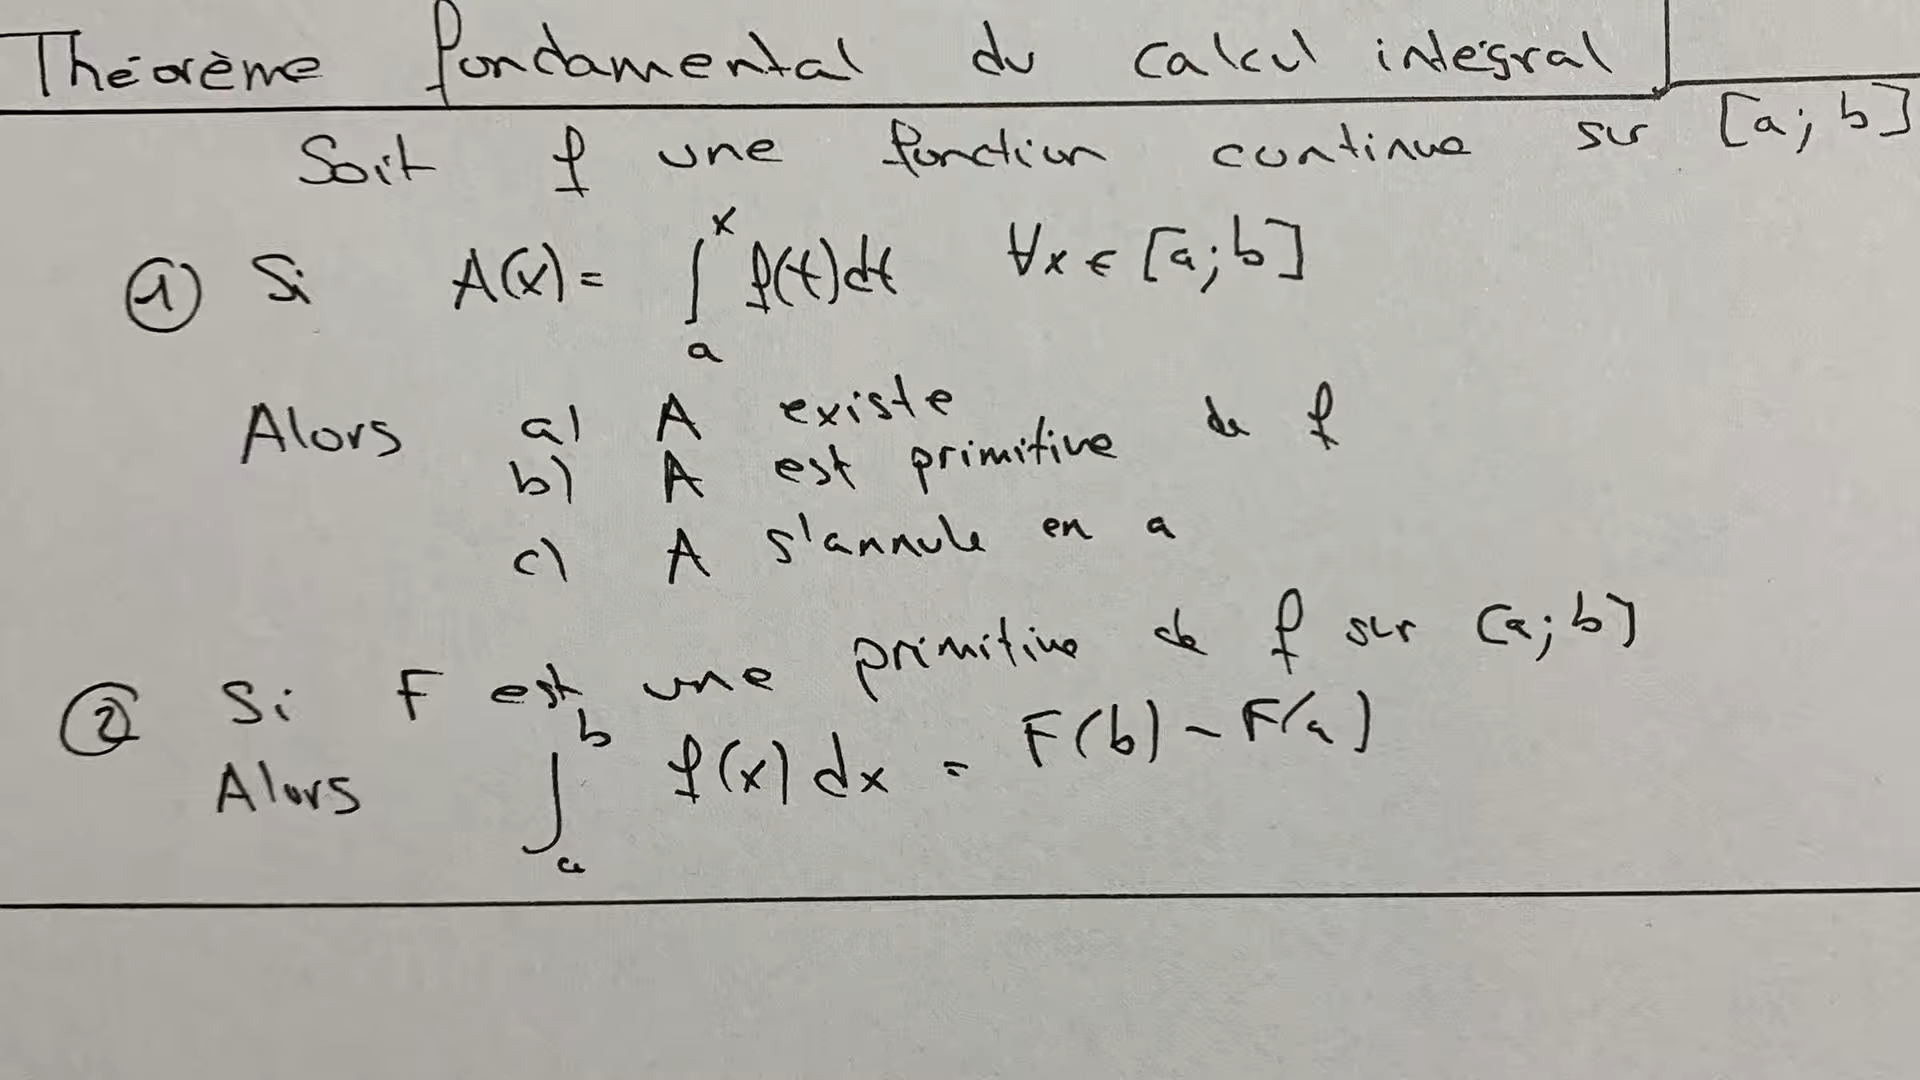 Théorème fondamental du calcul intégral
Soit f une fonction continue sur [a; b]
① Si A(x) = ∫ₐˣ f(t)dt ∀x ∈ [a; b]
Alors a) A existe
b) A est primitive de f
c) A s'annule en a
② Si F est une primitive de f sur [a; b]
Alors ∫ₐᵇ f(x) dx = F(b) - F(a)